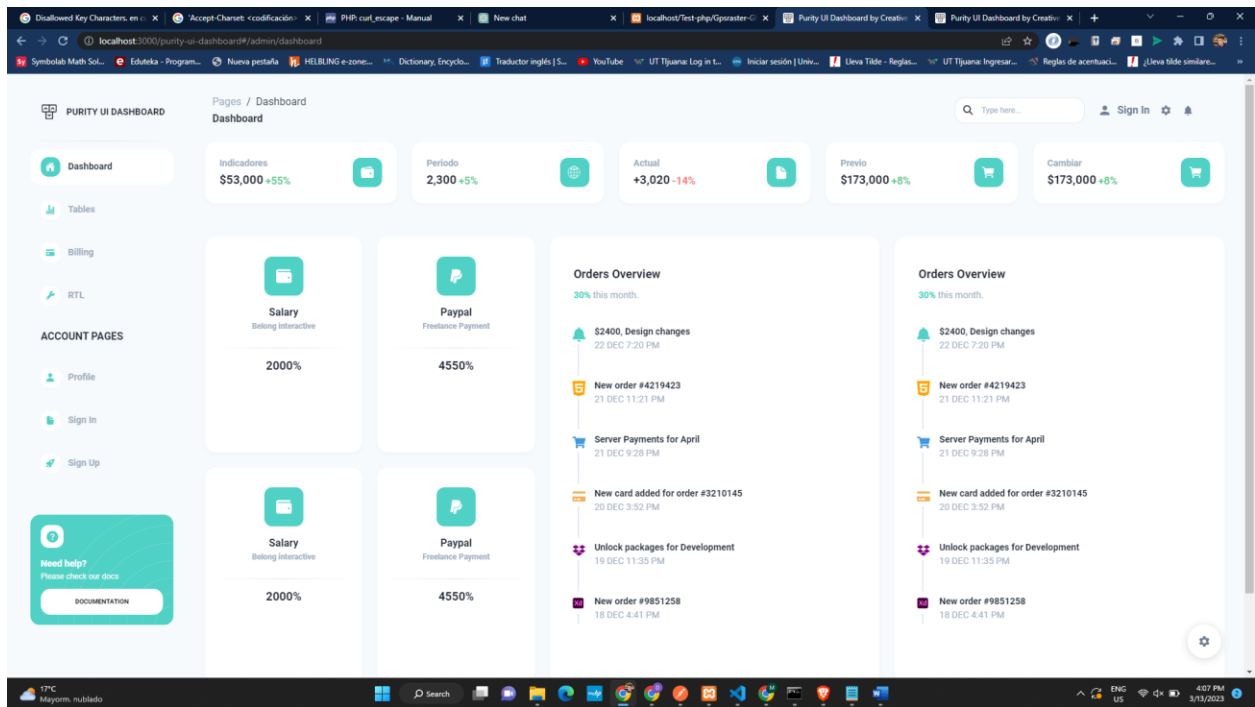 Disallowed Key Characters. en c
'Accept-Charset: <codificación>
PHP: curl_escape - Manual
New chat
localhost/Test-php/Gpsraster-G
Purity UI Dashboard by Creative
Purity UI Dashboard by Creative
localhost:3000/purity-ui-dashboard#/admin/dashboard
Symbolab Math Sol...
Eduteka - Program...
Nueva pestaña
HELBLING e-zone...
Dictionary, Encyclo...
Traductor inglés | S...
YouTube
UT TIjuana: Log in t...
Iniciar sesión | Univ...
Lleva Tilde - Reglas...
UT TIjuana: Ingresar...
Reglas de acentuaci...
¿Lleva tilde similare...
PURITY UI DASHBOARD
Pages / Dashboard
Dashboard
Type here...
Sign In
Dashboard
Tables
Billing
RTL
ACCOUNT PAGES
Profile
Sign In
Sign Up
Need help?
Please check our docs
DOCUMENTATION
Indicadores
$53,000 +55%
Periodo
2,300 +5%
Actual
+3,020 -14%
Previo
$173,000 +8%
Cambiar
$173,000 +8%
Salary
Belong interactive
2000%
Paypal
Freelance Payment
4550%
Salary
Belong interactive
2000%
Paypal
Freelance Payment
4550%
Orders Overview
30% this month.
$2400, Design changes
22 DEC 7:20 PM
New order #4219423
21 DEC 11:21 PM
Server Payments for April
21 DEC 9:28 PM
New card added for order #3210145
20 DEC 3:52 PM
Unlock packages for Development
19 DEC 11:35 PM
New order #9851258
18 DEC 4:41 PM
Orders Overview
30% this month.
$2400, Design changes
22 DEC 7:20 PM
New order #4219423
21 DEC 11:21 PM
Server Payments for April
21 DEC 9:28 PM
New card added for order #3210145
20 DEC 3:52 PM
Unlock packages for Development
19 DEC 11:35 PM
New order #9851258
18 DEC 4:41 PM
17°C
Mayorm. nublado
Search
ENG
US
4:07 PM
3/13/2023